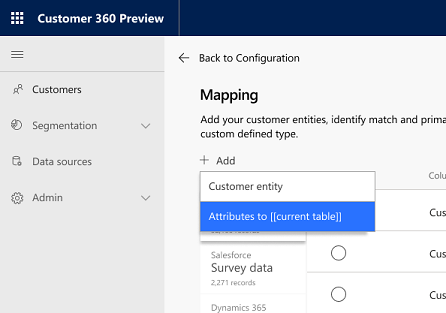 Customer 360 Preview
Back to Configuration
Customers
Segmentation
Data sources
Admin
Mapping
Add your customer entities, identify match and prima
custom defined type.
Add
Colu
Customer entity
Attributes to [[current table]]
Cus
Salesforce
Survey data
2,271 records
Cus
Dynamics 365
Cus